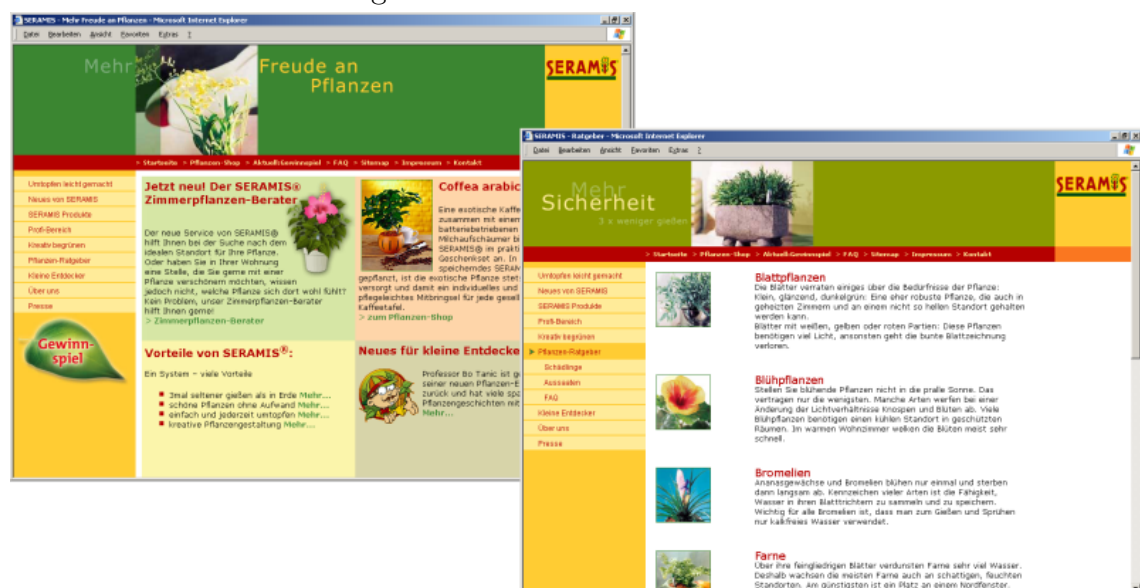 SERAMIS - Mehr Freude an Pflanzen - Microsoft Internet Explorer
Datei Bearbeiten Ansicht Favoriten Extras ?
Mehr Freude an
Pflanzen
SERAMIS
> Startseite > Pflanzen-Shop > Aktuell:Gewinnspiel > FAQ > Sitemap > Impressum > Kontakt
Umtopfen leicht gemacht
Neues von SERAMIS
SERAMIS Produkte
Profi-Bereich
Kreativ begrünen
Pflanzen-Ratgeber
Kleine Entdecker
Über uns
Presse
Gewinn-
spiel
Jetzt neu! Der SERAMIS®
Zimmerpflanzen-Berater
Der neue Service von SERAMIS®
hilft Ihnen bei der Suche nach dem
idealen Standort für Ihre Pflanze.
Oder haben Sie in Ihrer Wohnung
eine Stelle, die Sie gerne mit einer
Pflanze verschönern möchten, wissen
jedoch nicht, welche Pflanze sich dort wohl fühlt?
Kein Problem, unser Zimmerpflanzen-Berater
hilft Ihnen gerne!
> Zimmerpflanzen-Berater
Coffea arabic
Eine exotische Kaffe
zusammen mit einem
batteriebetriebenen
Milchaufschäumer bi
SERAMIS® im prakti
Geschenkset an. In
speicherndes SERAM
gepflanzt, ist die exotische Pflanze stet
versorgt und damit ein individuelles und
pflegeleichtes Mitbringsel für jede gesell
Kaffeetafel.
> zum Pflanzen-Shop
Vorteile von SERAMIS®:
Ein System - viele Vorteile
3mal seltener gießen als in Erde Mehr...
schöne Pflanzen ohne Aufwand Mehr...
einfach und jederzeit umtopfen Mehr...
kreative Pflanzengestaltung Mehr...
Neues für kleine Entdecke
Professor Bo Tanic ist g
seiner neuen Pflanzen-E
zurück und hat viele spa
Pflanzengeschichten mit
Mehr...
SERAMIS - Ratgeber - Microsoft Internet Explorer
Datei Bearbeiten Ansicht Favoriten Extras ?
Mehr
Sicherheit
3 x weniger gießen
SERAMIS
> Startseite > Pflanzen-Shop > Aktuell:Gewinnspiel > FAQ > Sitemap > Impressum > Kontakt
Umtopfen leicht gemacht
Neues von SERAMIS
SERAMIS Produkte
Profi-Bereich
Kreativ begrünen
Pflanzen-Ratgeber
Schädlinge
Aussaaten
FAQ
Kleine Entdecker
Über uns
Presse
Blattpflanzen
Die Blätter verraten einiges über die Bedürfnisse der Pflanze:
Klein, glänzend, dunkelgrün: Eine eher robuste Pflanze, die auch in
geheizten Zimmern und an einem nicht so hellen Standort gehalten
werden kann.
Blätter mit weißen, gelben oder roten Partien: Diese Pflanzen
benötigen viel Licht, ansonsten geht die bunte Blattzeichnung
verloren.
Blühpflanzen
Stellen Sie blühende Pflanzen nicht in die pralle Sonne. Das
vertragen nur die wenigsten. Manche Arten werfen bei einer
Änderung der Lichtverhältnisse Knospen und Blüten ab. Viele
Blühpflanzen benötigen einen kühlen Standort in geschützten
Räumen. Im warmen Wohnzimmer welken die Blüten meist sehr
schnell.
Bromelien
Ananasgewächse und Bromelien blühen nur einmal und sterben
dann langsam ab. Kennzeichen vieler Arten ist die Fähigkeit,
Wasser in ihren Blatttrichtern zu sammeln und zu speichern.
Wichtig für alle Bromelien ist, dass man zum Gießen und Sprühen
nur kalkfreies Wasser verwendet.
Farne
Über ihre feingliedrigen Blätter verdunsten Farne sehr viel Wasser.
Deshalb wachsen die meisten Farne auch an schattigen, feuchten
Standorten. Am günstigsten ist ein Platz an einem Nordfenster.